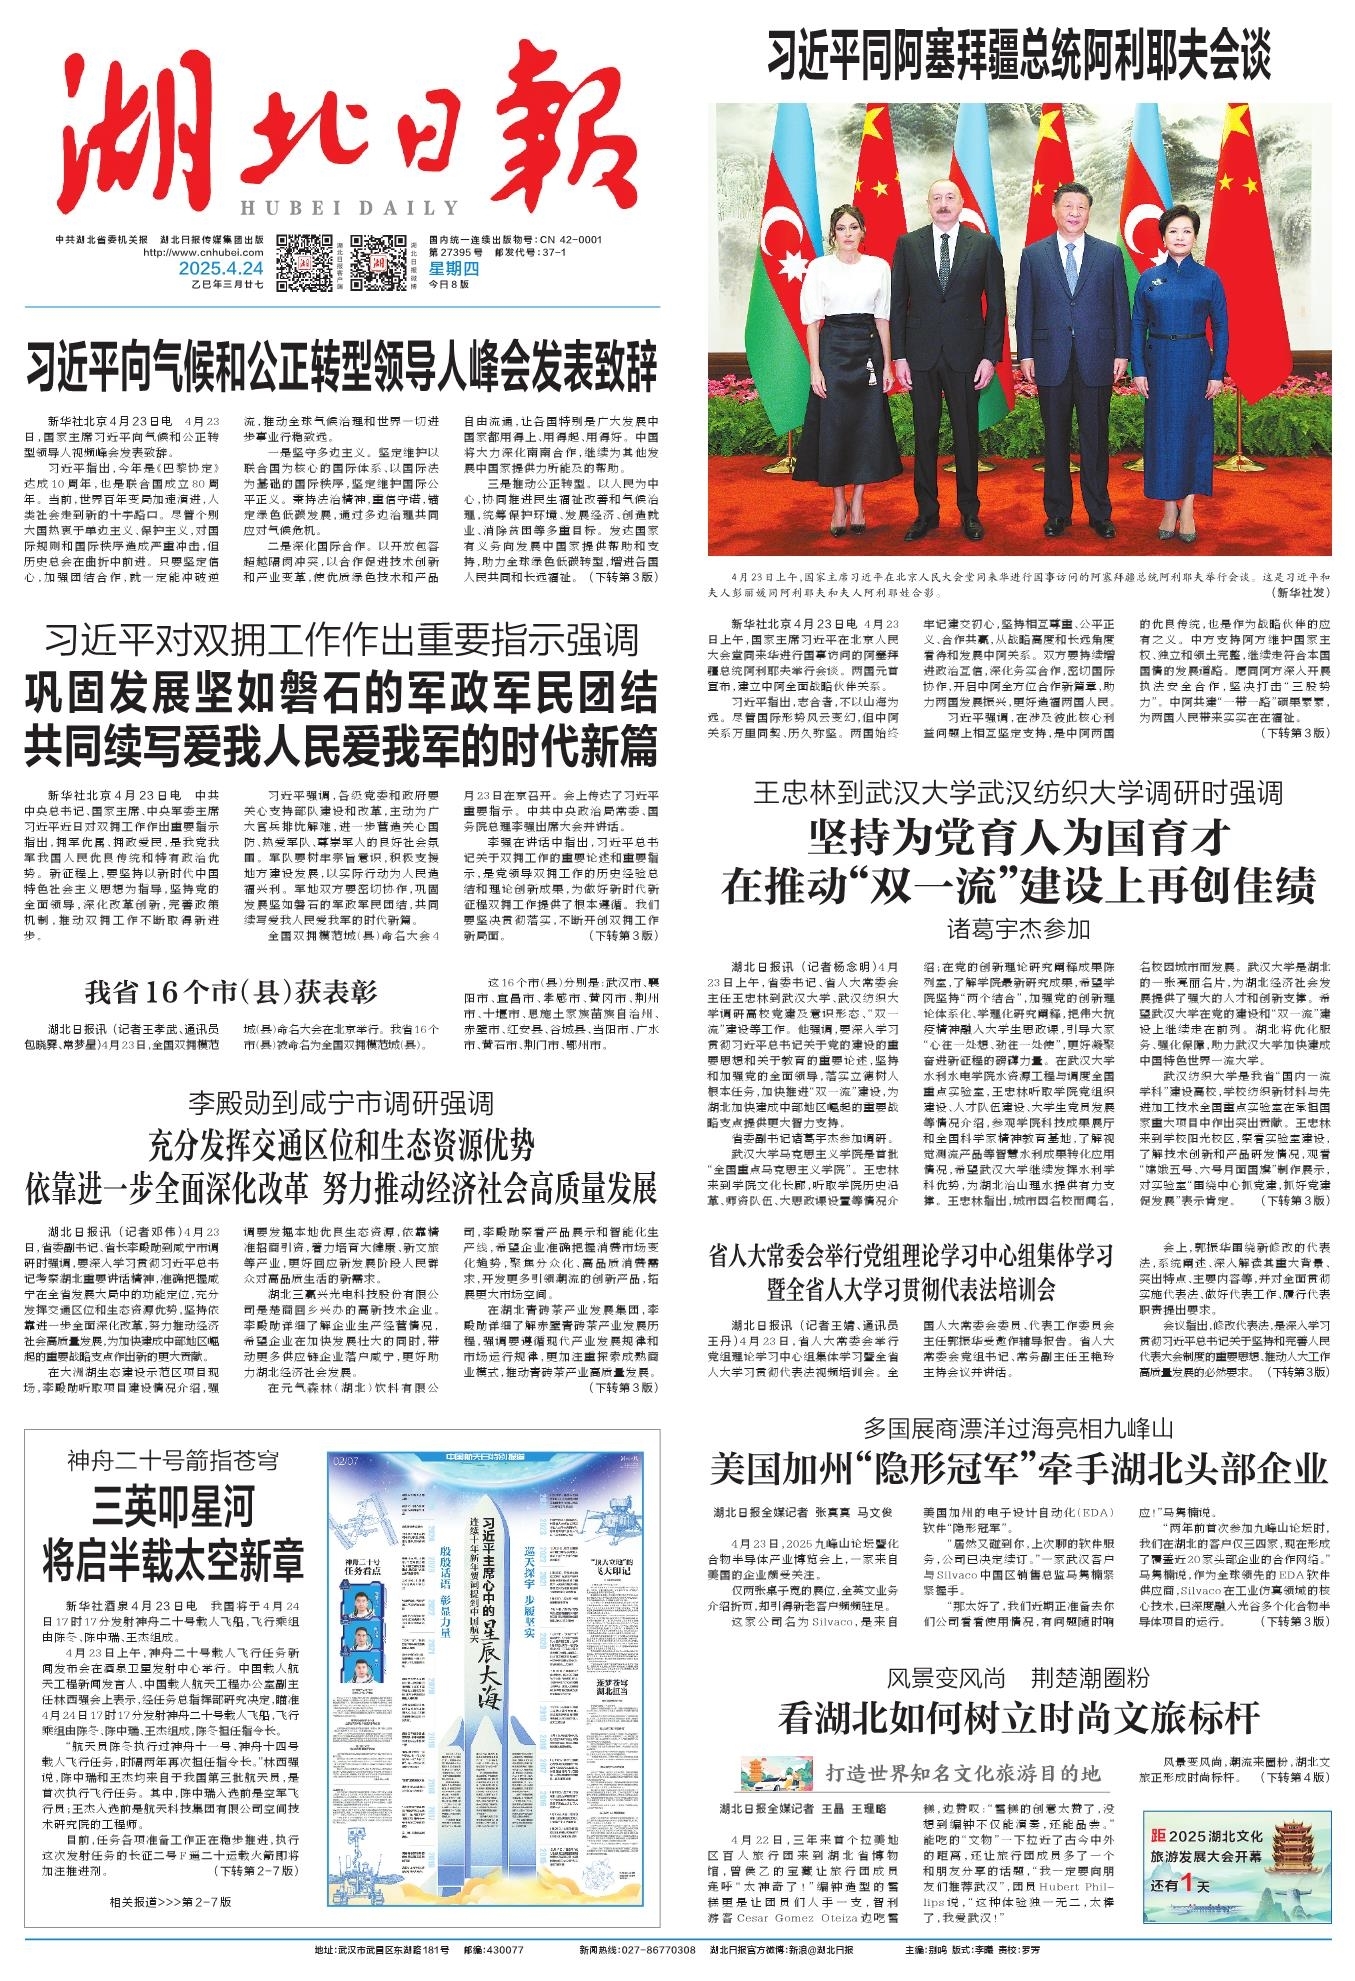 湖北日報
HUBEI DAILY
中共湖北省委机关报　湖北日报传媒集团出版
http://www.cnhubei.com
2025.4.24
乙巳年三月廿七
湖北日报客户端
湖北日报微博
国内统一连续出版物号：CN 42-0001
第27395号　邮发代号：37-1
星期四
今日8版
习近平向气候和公正转型领导人峰会发表致辞
新华社北京4月23日电　4月23
日，国家主席习近平向气候和公正转
型领导人视频峰会发表致辞。
习近平指出，今年是《巴黎协定》
达成10周年，也是联合国成立80周
年。当前，世界百年变局加速演进，人
类社会走到新的十字路口。尽管个别
大国热衷于单边主义、保护主义，对国
际规则和国际秩序造成严重冲击，但
历史总会在曲折中前进。只要坚定信
心，加强团结合作，就一定能冲破逆
流，推动全球气候治理和世界一切进
步事业行稳致远。
一是坚守多边主义。坚定维护以
联合国为核心的国际体系、以国际法
为基础的国际秩序，坚定维护国际公
平正义。秉持法治精神，重信守诺，锚
定绿色低碳发展，通过多边治理共同
应对气候危机。
二是深化国际合作。以开放包容
超越隔阂冲突，以合作促进技术创新
和产业变革，使优质绿色技术和产品
自由流通，让各国特别是广大发展中
国家都用得上、用得起、用得好。中国
将大力深化南南合作，继续为其他发
展中国家提供力所能及的帮助。
三是推动公正转型。以人民为中
心，协同推进民生福祉改善和气候治
理，统筹保护环境、发展经济、创造就
业、消除贫困等多重目标。发达国家
有义务向发展中国家提供帮助和支
持，助力全球绿色低碳转型，增进各国
人民共同和长远福祉。（下转第3版）
习近平对双拥工作作出重要指示强调
巩固发展坚如磐石的军政军民团结
共同续写爱我人民爱我军的时代新篇
新华社北京4月23日电　中共
中央总书记、国家主席、中央军委主席
习近平近日对双拥工作作出重要指示
指出，拥军优属、拥政爱民，是我党我
军我国人民优良传统和特有政治优
势。新征程上，要坚持以新时代中国
特色社会主义思想为指导，坚持党的
全面领导，深化改革创新，完善政策
机制，推动双拥工作不断取得新进
步。
习近平强调，各级党委和政府要
关心支持部队建设和改革，主动为广
大官兵排忧解难，进一步营造关心国
防、热爱军队、尊崇军人的良好社会氛
围。军队要树牢宗旨意识，积极支援
地方建设发展，以实际行动为人民造
福兴利。军地双方要密切协作，巩固
发展坚如磐石的军政军民团结，共同
续写爱我人民爱我军的时代新篇。
全国双拥模范城（县）命名大会4
月23日在京召开。会上传达了习近平
重要指示。中共中央政治局常委、国
务院总理李强出席大会并讲话。
李强在讲话中指出，习近平总书
记关于双拥工作的重要论述和重要指
示，是党领导双拥工作的历史经验总
结和理论创新成果，为做好新时代新
征程双拥工作提供了根本遵循。我们
要坚决贯彻落实，不断开创双拥工作
新局面。　（下转第3版）
我省16个市（县）获表彰
湖北日报讯（记者王孝武、通讯员
包晓霁、常梦星）4月23日，全国双拥模范
城（县）命名大会在北京举行。我省16个
市（县）被命名为全国双拥模范城（县）。
这16个市（县）分别是：武汉市、襄
阳市、宜昌市、孝感市、黄冈市、荆州
市、十堰市、恩施土家族苗族自治州、
赤壁市、红安县、谷城县、当阳市、广水
市、黄石市、荆门市、鄂州市。
李殿勋到咸宁市调研强调
充分发挥交通区位和生态资源优势
依靠进一步全面深化改革 努力推动经济社会高质量发展
湖北日报讯（记者邓伟）4月23
日，省委副书记、省长李殿勋到咸宁市调
研时强调，要深入学习贯彻习近平总书
记考察湖北重要讲话精神，准确把握咸
宁在全省发展大局中的功能定位，充分
发挥交通区位和生态资源优势，坚持依
靠进一步全面深化改革，努力推动经济
社会高质量发展，为加快建成中部地区崛
起的重要战略支点作出新的更大贡献。
在大洲湖生态建设示范区项目现
场，李殿勋听取项目建设情况介绍，强
调要发掘本地优良生态资源，依靠精
准招商引资，着力培育大健康、新文旅
等产业，更好回应新发展阶段人民群
众对高品质生活的新需求。
湖北三赢兴光电科技股份有限公
司是楚商回乡兴办的高新技术企业。
李殿勋详细了解企业生产经营情况，
希望企业在加快发展壮大的同时，带
动更多供应链企业落户咸宁，更好助
力湖北经济社会发展。
在元气森林（湖北）饮料有限公
司，李殿勋察看产品展示和智能化生
产线，希望企业准确把握消费市场变
化趋势，聚焦分众化、高品质消费需
求，开发更多引领潮流的创新产品，拓
展更大市场空间。
在湖北青砖茶产业发展集团，李
殿勋详细了解赤壁青砖茶产业发展历
程，强调要遵循现代产业发展规律和
市场运行规律，更加注重探索成熟商
业模式，推动青砖茶产业高质量发展。
（下转第3版）
神舟二十号箭指苍穹
三英叩星河
将启半载太空新章
新华社酒泉4月23日电　我国将于4月24
日17时17分发射神舟二十号载人飞船，飞行乘组
由陈冬、陈中瑞、王杰组成。
4月23日上午，神舟二十号载人飞行任务新
闻发布会在酒泉卫星发射中心举行。中国载人航
天工程新闻发言人、中国载人航天工程办公室副主
任林西强会上表示，经任务总指挥部研究决定，瞄准
4月24日17时17分发射神舟二十号载人飞船，飞行
乘组由陈冬、陈中瑞、王杰组成，陈冬担任指令长。
“航天员陈冬执行过神舟十一号、神舟十四号
载人飞行任务，时隔两年再次担任指令长。”林西强
说，陈中瑞和王杰均来自于我国第三批航天员，是
首次执行飞行任务。其中，陈中瑞入选前是空军飞
行员；王杰入选前是航天科技集团有限公司空间技
术研究院的工程师。
目前，任务各项准备工作正在稳步推进，执行
这次发射任务的长征二号F遥二十运载火箭即将
加注推进剂。　（下转第2-7版）
相关报道>>>第2-7版
02/07
中国航天日特别报道
习近平主席心中的星辰大海
连续十年新年贺词提到中国航天
殷殷话语 彰显力量
巡天探宇 步履坚实
神舟二十号
任务看点
“顶天立地”的
飞天印记
逐梦苍穹
湖北担当
习近平同阿塞拜疆总统阿利耶夫会谈
4月23日上午，国家主席习近平在北京人民大会堂同来华进行国事访问的阿塞拜疆总统阿利耶夫举行会谈。这是习近平和
夫人彭丽媛同阿利耶夫和夫人阿利耶娃合影。　（新华社发）
新华社北京4月23日电　4月23
日上午，国家主席习近平在北京人民
大会堂同来华进行国事访问的阿塞拜
疆总统阿利耶夫举行会谈。两国元首
宣布，建立中阿全面战略伙伴关系。
习近平指出，志合者，不以山海为
远。尽管国际形势风云变幻，但中阿
关系万里同契、历久弥坚。两国始终
牢记建交初心，坚持相互尊重、公平正
义、合作共赢，从战略高度和长远角度
看待和发展中阿关系。双方要持续增
进政治互信，深化务实合作，密切国际
协作，开启中阿全方位合作新篇章，助
力两国发展振兴，更好造福两国人民。
习近平强调，在涉及彼此核心利
益问题上相互坚定支持，是中阿两国
的优良传统，也是作为战略伙伴的应
有之义。中方支持阿方维护国家主
权、独立和领土完整，继续走符合本国
国情的发展道路。愿同阿方深入开展
执法安全合作，坚决打击“三股势
力”。中阿共建“一带一路”硕果累累，
为两国人民带来实实在在福祉。
（下转第3版）
王忠林到武汉大学武汉纺织大学调研时强调
坚持为党育人为国育才
在推动“双一流”建设上再创佳绩
诸葛宇杰参加
湖北日报讯（记者杨念明）4月
23日上午，省委书记、省人大常委会
主任王忠林到武汉大学、武汉纺织大
学调研高校党建及意识形态、“双一
流”建设等工作。他强调，要深入学习
贯彻习近平总书记关于党的建设的重
要思想和关于教育的重要论述，坚持
和加强党的全面领导，落实立德树人
根本任务，加快推进“双一流”建设，为
湖北加快建成中部地区崛起的重要战
略支点提供更大智力支持。
省委副书记诸葛宇杰参加调研。
武汉大学马克思主义学院是首批
“全国重点马克思主义学院”。王忠林
来到学院文化长廊，听取学院历史沿
革、师资队伍、大思政课设置等情况介
绍；在党的创新理论研究阐释成果陈
列室，了解学院最新研究成果，希望学
院坚持“两个结合”，加强党的创新理
论体系化、学理化研究阐释，把伟大抗
疫精神融入大学生思政课，引导大家
“心往一处想、劲往一处使”，更好凝聚
奋进新征程的磅礴力量。在武汉大学
水利水电学院水资源工程与调度全国
重点实验室，王忠林听取学院党组织
建设、人才队伍建设、大学生党员发展
等情况介绍，参观学院科技成果展厅
和全国科学家精神教育基地，了解视
觉测流产品等智慧水利成果转化应用
情况，希望武汉大学继续发挥水利学
科优势，为湖北治山理水提供有力支
撑。王忠林指出，城市因名校而闻名，
名校因城市而发展。武汉大学是湖北
的一张亮丽名片，为湖北经济社会发
展提供了强大的人才和创新支撑。希
望武汉大学在党的建设和“双一流”建
设上继续走在前列。湖北将优化服
务、强化保障，助力武汉大学加快建成
中国特色世界一流大学。
武汉纺织大学是我省“国内一流
学科”建设高校，学校纺织新材料与先
进加工技术全国重点实验室在承担国
家重大项目中作出突出贡献。王忠林
来到学校阳光校区，察看实验室建设，
了解技术创新和产品研发情况，观看
“嫦娥五号、六号月面国旗”制作展示，
对实验室“围绕中心抓党建，抓好党建
促发展”表示肯定。　（下转第3版）
省人大常委会举行党组理论学习中心组集体学习
暨全省人大学习贯彻代表法培训会
湖北日报讯（记者王婧、通讯员
王丹）4月23日，省人大常委会举行
党组理论学习中心组集体学习暨全省
人大学习贯彻代表法视频培训会。全
国人大常委会委员、代表工作委员会
主任郭振华受邀作辅导报告。省人大
常委会党组书记、常务副主任王艳玲
主持会议并讲话。
会上，郭振华围绕新修改的代表
法，系统阐述、深入解读其重大背景、
突出特点、主要内容等，并对全面贯彻
实施代表法、做好代表工作、履行代表
职责提出要求。
会议指出，修改代表法，是深入学习
贯彻习近平总书记关于坚持和完善人民
代表大会制度的重要思想、推动人大工作
高质量发展的必然要求。（下转第3版）
多国展商漂洋过海亮相九峰山
美国加州“隐形冠军”牵手湖北头部企业
湖北日报全媒记者 张真真 马文俊
4月23日，2025九峰山论坛暨化
合物半导体产业博览会上，一家来自
美国的企业颇受关注。
仅两张桌子宽的展位，全英文业务
介绍折页，却引得新老客户频频驻足。
这家公司名为Silvaco，是来自
美国加州的电子设计自动化（EDA）
软件“隐形冠军”。
“居然又碰到你，上次聊的软件服
务，公司已决定续订。”一家武汉客户
与Silvaco中国区销售总监马隽楠紧
紧握手。
“那太好了，我们近期正准备去你
们公司看看使用情况，有问题随时响
应！”马隽楠说。
“两年前首次参加九峰山论坛时，
我们在湖北的客户仅三四家，现在形成
了覆盖近20家头部企业的合作网络。”
马隽楠说，作为全球领先的EDA软件
供应商，Silvaco在工业仿真领域的核
心技术，已深度融入光谷多个化合物半
导体项目的运行。　（下转第3版）
风景变风尚　荆楚潮圈粉
看湖北如何树立时尚文旅标杆
打造世界知名文化旅游目的地
湖北日报全媒记者 王晶 王理略
4月22日，三年来首个拉美地
区百人旅行团来到湖北省博物
馆，曾侯乙的宝藏让旅行团成员
连呼“太神奇了！”编钟造型的雪
糕更是让团员们人手一支，智利
游客Cesar Gomez Oteiza边吃雪
糕，边赞叹：“雪糕的创意太赞了，没
想到编钟不仅能演奏，还能品尝。”
能吃的“文物”一下拉近了古今中外
的距离，还让旅行团成员多了一个
和朋友分享的话题，“我一定要向朋
友们推荐武汉”，团员Hubert Phil-
lips说，“这种体验独一无二，太棒
了，我爱武汉！”
风景变风尚，潮流来圈粉，湖北文
旅正形成时尚标杆。（下转第4版）
距2025湖北文化
旅游发展大会开幕
还有1天
地址：武汉市武昌区东湖路181号　邮编：430077　新闻热线：027-86770308　湖北日报官方微博：新浪@湖北日报　主编：别鸣 版式：李曦 责校：罗芳